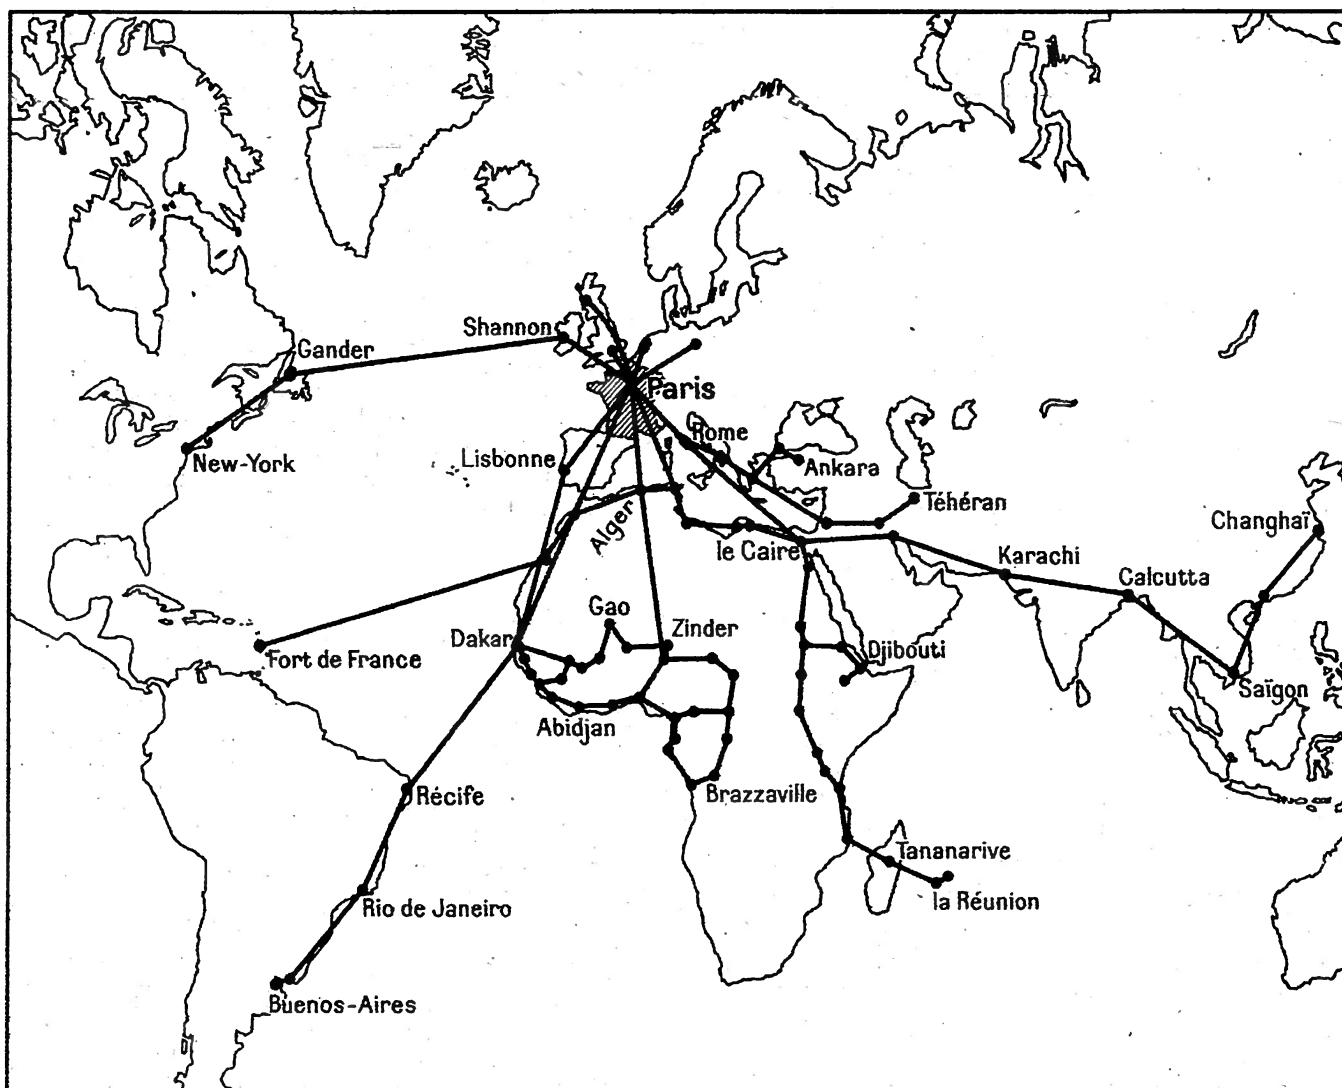 Shannon
Gander
Paris
Rome
New-York
Lisbonne
Ankara
Téhéran
Alger
Changhaï
le Caire
Karachi
Calcutta
Gao
Zinder
Dakar
Djibouti
Fort de France
Saïgon
Abidjan
Récife
Brazzaville
Tananarive
la Réunion
Rio de Janeiro
Buenos-Aires